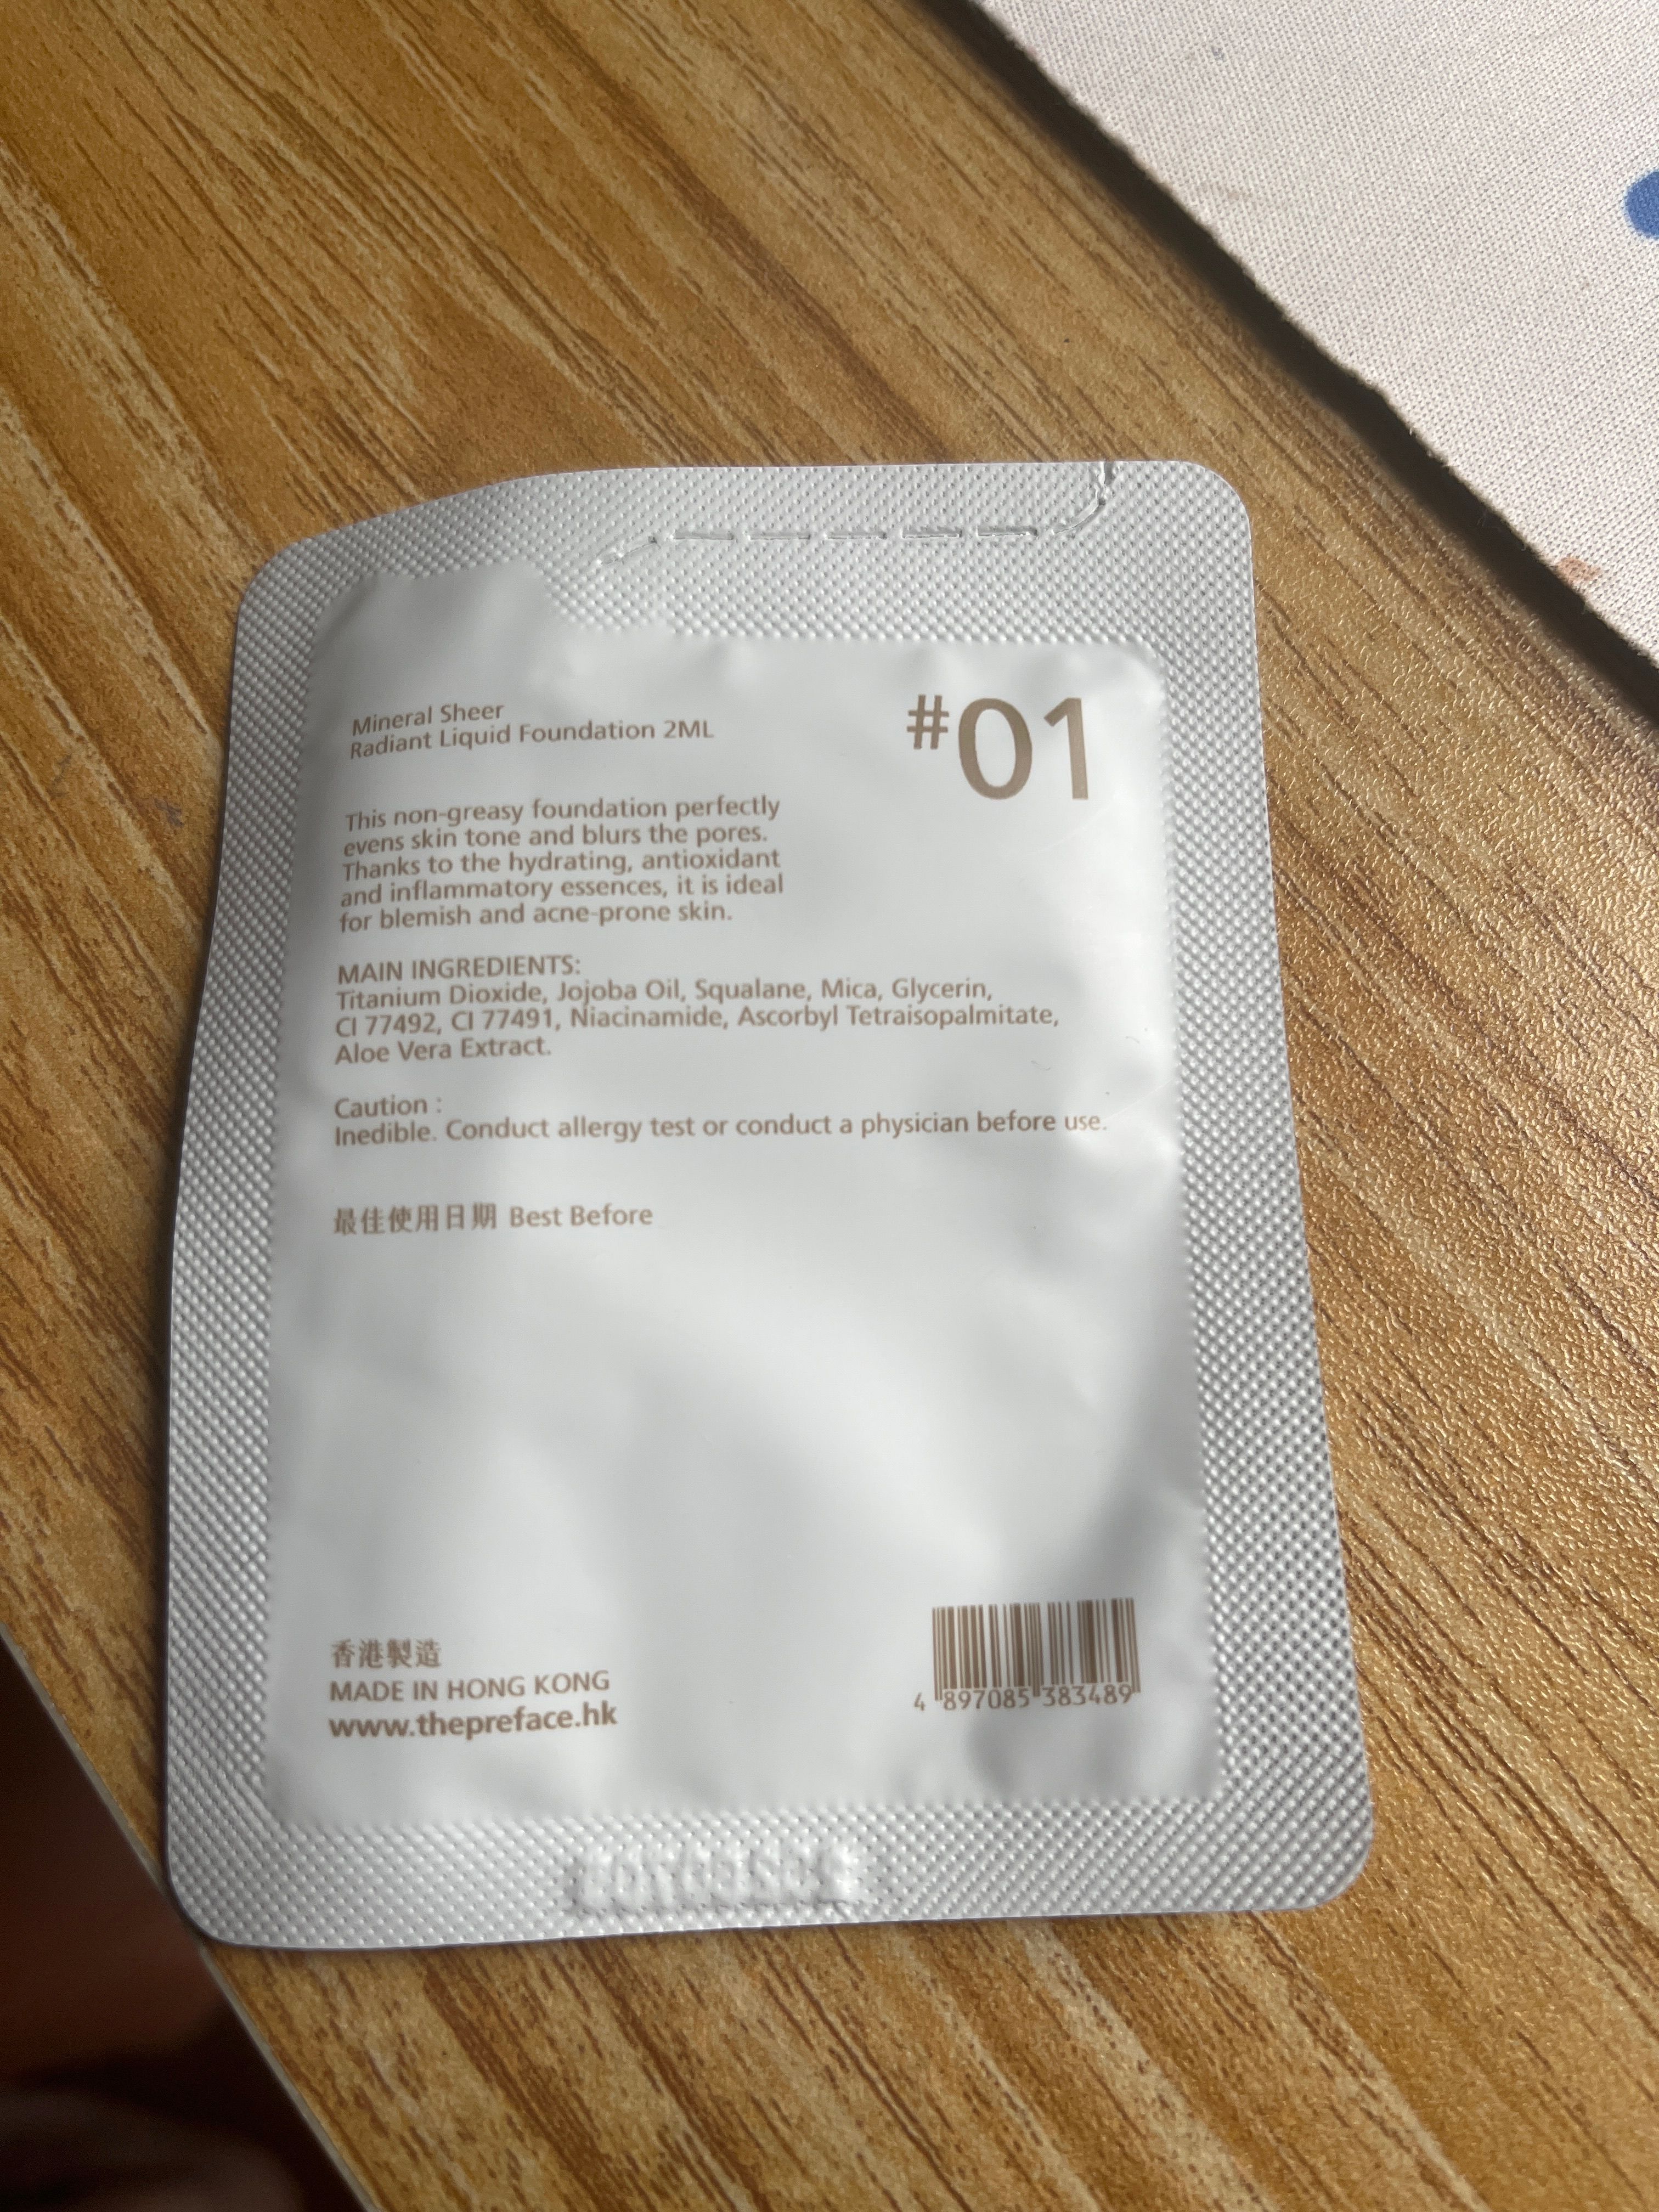 Mineral Sheer
Radiant Liquid Foundation 2ML
#01
This non-greasy foundation perfectly
evens skin tone and blurs the pores.
Thanks to the hydrating, antioxidant
and inflammatory essences, it is ideal
for blemish and acne-prone skin.
MAIN INGREDIENTS:
Titanium Dioxide, Jojoba Oil, Squalane, Mica, Glycerin,
CI 77492, CI 77491, Niacinamide, Ascorbyl Tetraisopalmitate,
Aloe Vera Extract.
Caution :
Inedible. Conduct allergy test or conduct a physician before use.
最佳使用日期 Best Before
香港製造
MADE IN HONG KONG
www.thepreface.hk
4 897085 383489